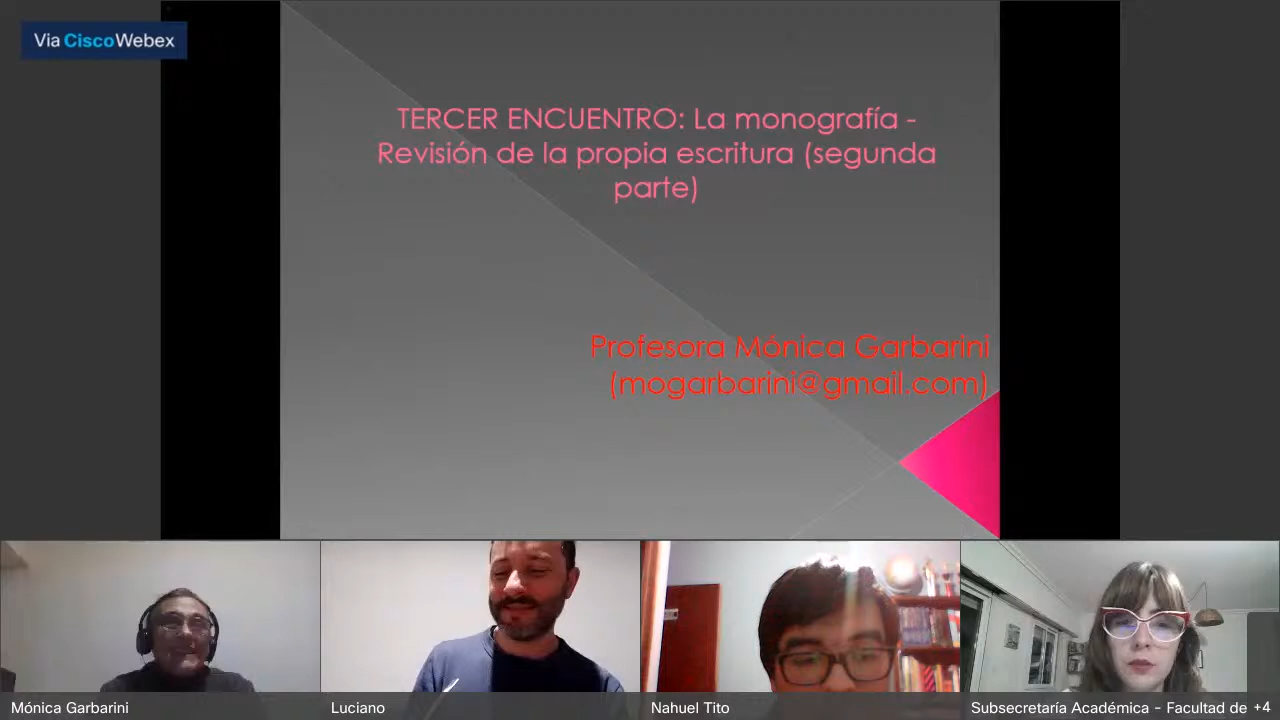 Via CiscoWebex
TERCER ENCUENTRO: La monografía -
Revisión de la propia escritura (segunda
parte)
Profesora Mónica Garbarini
(mogarbarini@gmail.com)
Mónica Garbarini
Luciano
Nahuel Tito
Subsecretaría Académica - Facultad de +4